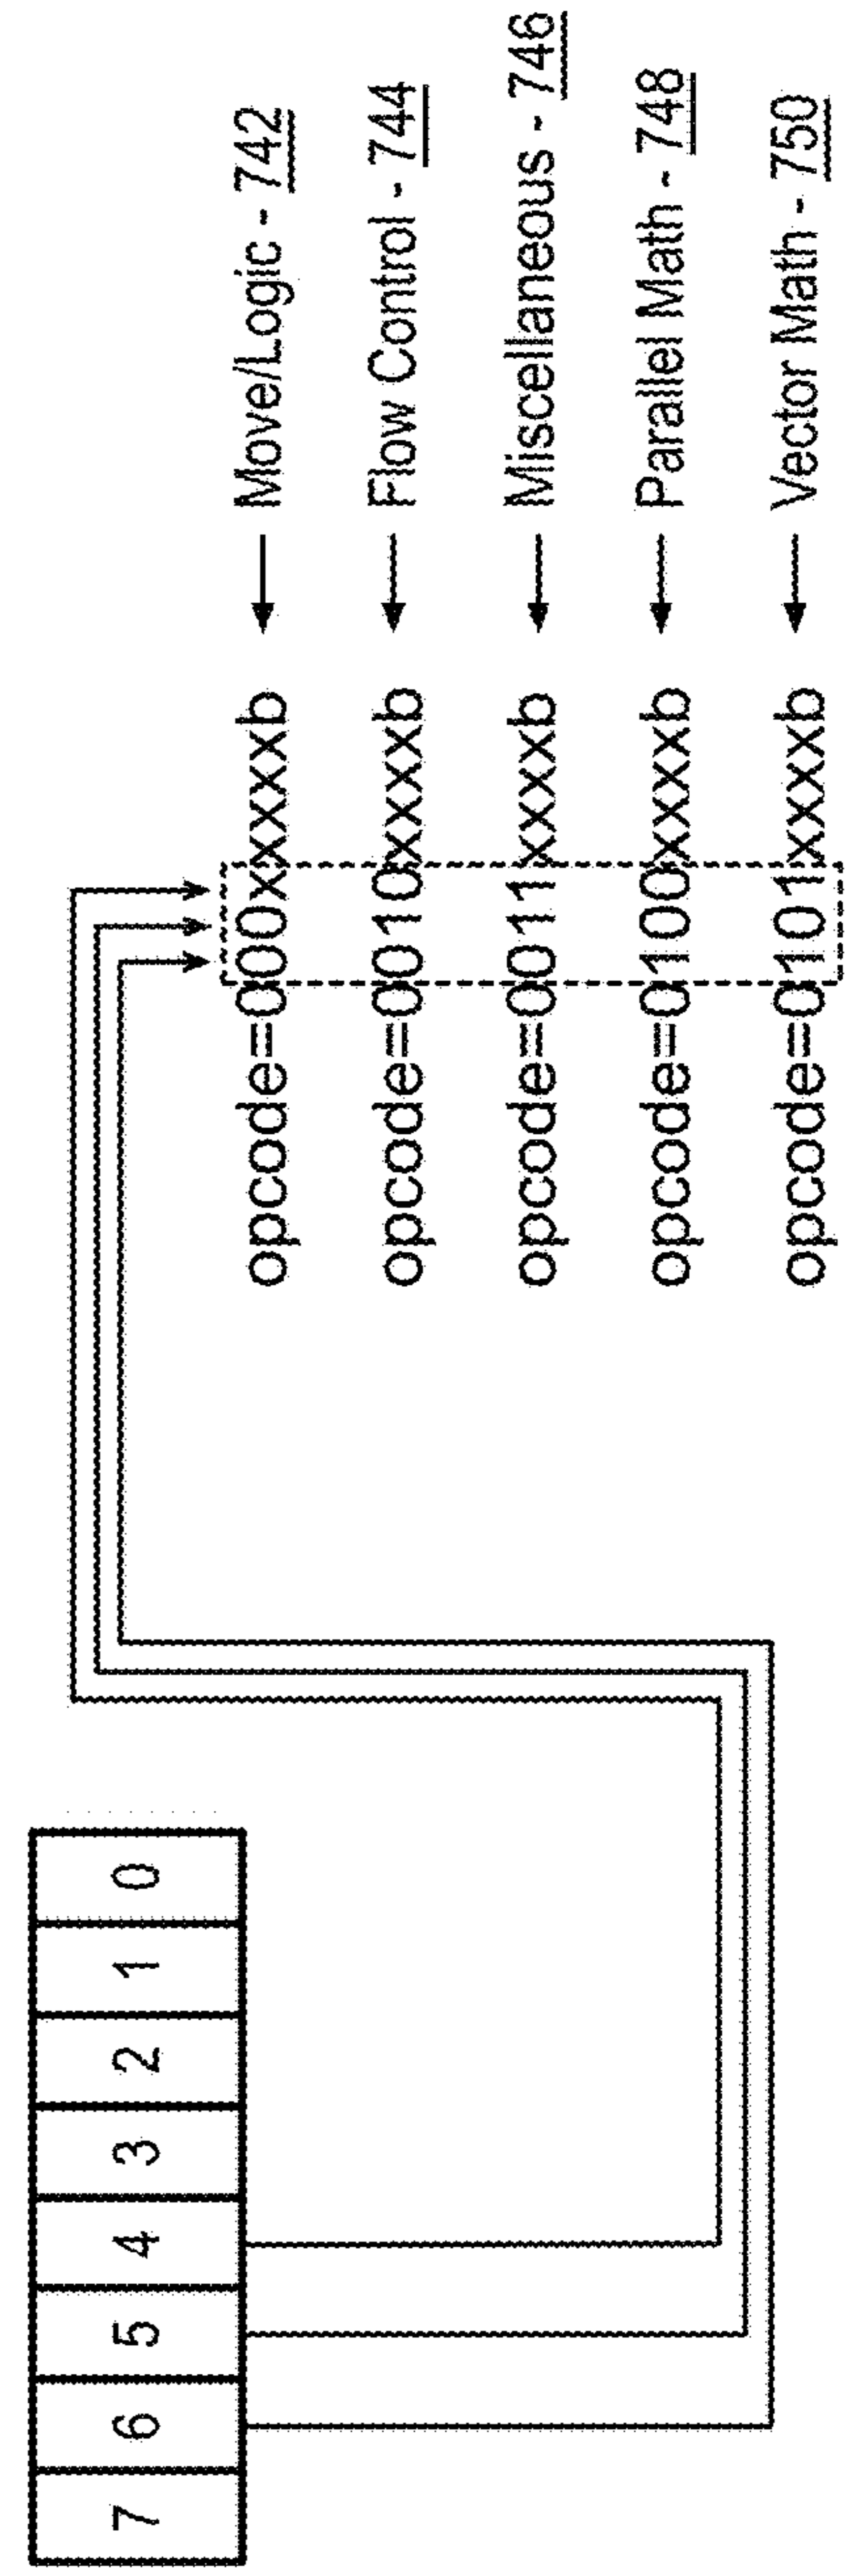 7 6 5 4 3 2 1 0
opcode=000xxxxxb ← Move/Logic - 742
opcode=0010xxxxb ← Flow Control - 744
opcode=0011xxxxb ← Miscellaneous - 746
opcode=0100xxxxb ← Parallel Math - 748
opcode=0101xxxxb ← Vector Math - 750